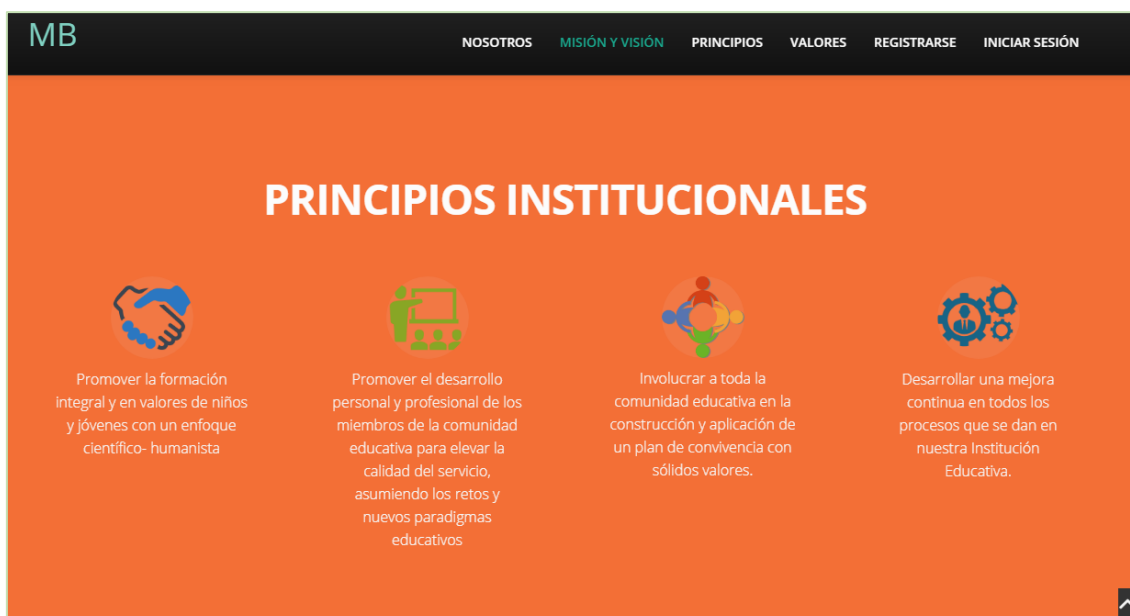 MB
NOSOTROS MISIÓN Y VISIÓN PRINCIPIOS VALORES REGISTRARSE INICIAR SESIÓN
PRINCIPIOS INSTITUCIONALES
Promover la formación
integral y en valores de niños
y jóvenes con un enfoque
científico- humanista
Promover el desarrollo
personal y profesional de los
miembros de la comunidad
educativa para elevar la
calidad del servicio,
asumiendo los retos y
nuevos paradigmas
educativos
Involucrar a toda la
comunidad educativa en la
construcción y aplicación de
un plan de convivencia con
sólidos valores.
Desarrollar una mejora
continua en todos los
procesos que se dan en
nuestra Institución
Educativa.